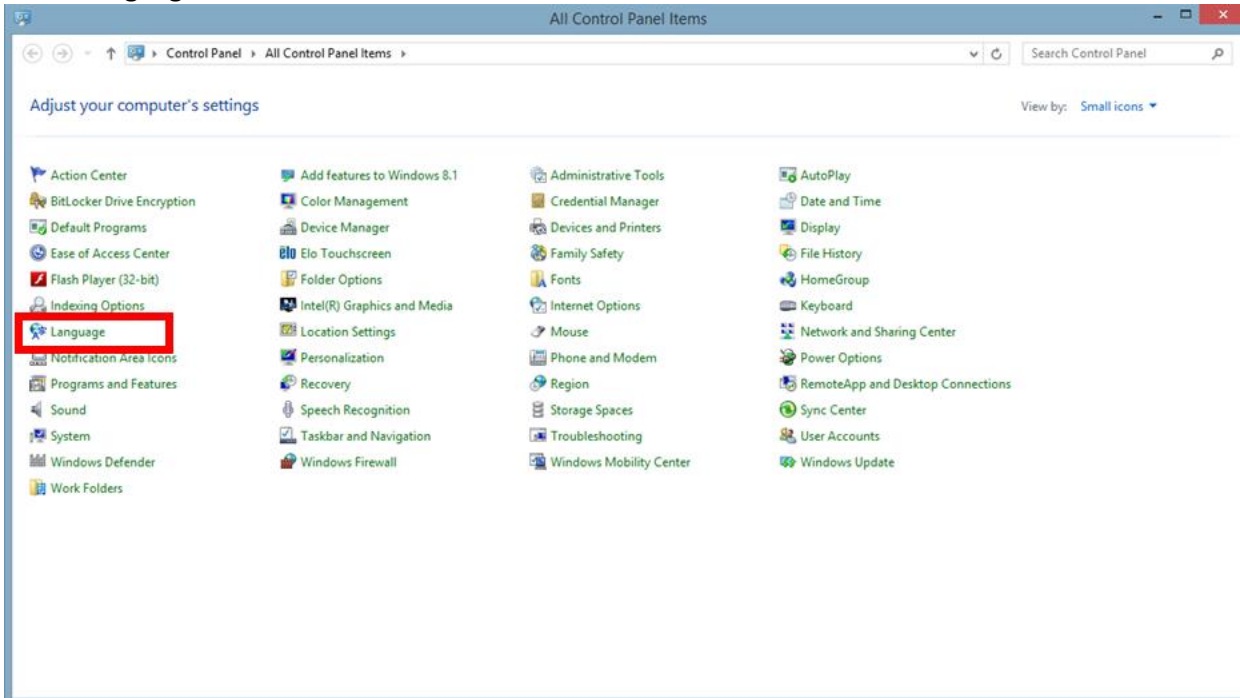 All Control Panel Items
Control Panel All Control Panel Items
Search Control Panel
Adjust your computer's settings
View by: Small icons
Action Center Add features to Windows 8.1 Administrative Tools AutoPlay
BitLocker Drive Encryption Color Management Credential Manager Date and Time
Default Programs Device Manager Devices and Printers Display
Ease of Access Center elo Elo Touchscreen Family Safety File History
Flash Player (32-bit) Folder Options Fonts HomeGroup
Indexing Options Intel(R) Graphics and Media Internet Options Keyboard
Language Location Settings Mouse Network and Sharing Center
Notification Area Icons Personalization Phone and Modem Power Options
Programs and Features Recovery Region RemoteApp and Desktop Connections
Sound Speech Recognition Storage Spaces Sync Center
System Taskbar and Navigation Troubleshooting User Accounts
Windows Defender Windows Firewall Windows Mobility Center Windows Update
Work Folders